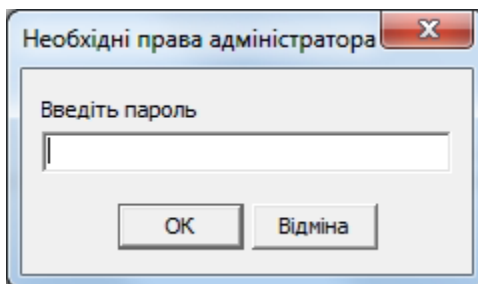 Необхідні права адміністратора
Введіть пароль
OK
Відміна